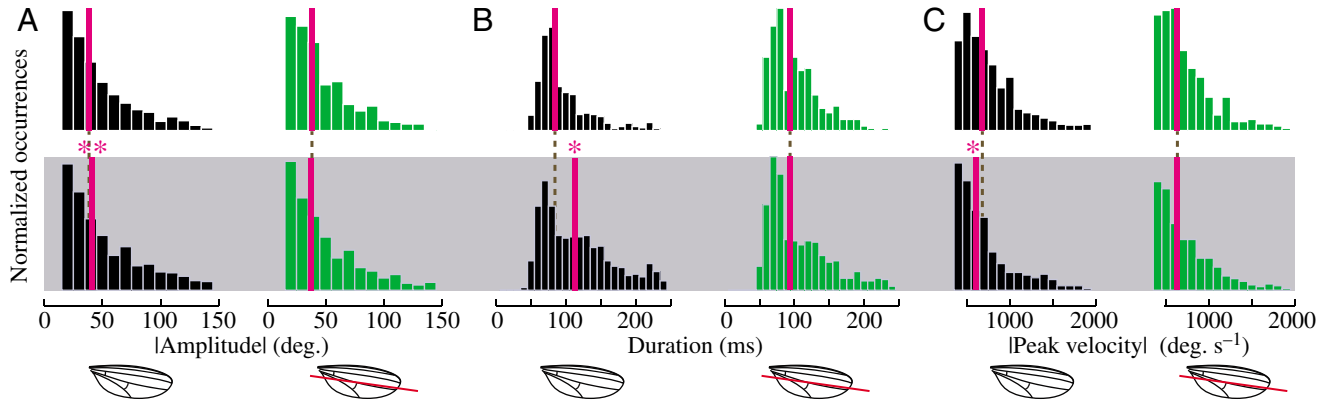 A B C
Normalized occurrences
** * *
0 50 100 150 0 50 100 150 0 100 200 100 200 1000 2000 1000 2000
|Amplitude| (deg.) Duration (ms) |Peak velocity| (deg. s⁻¹)